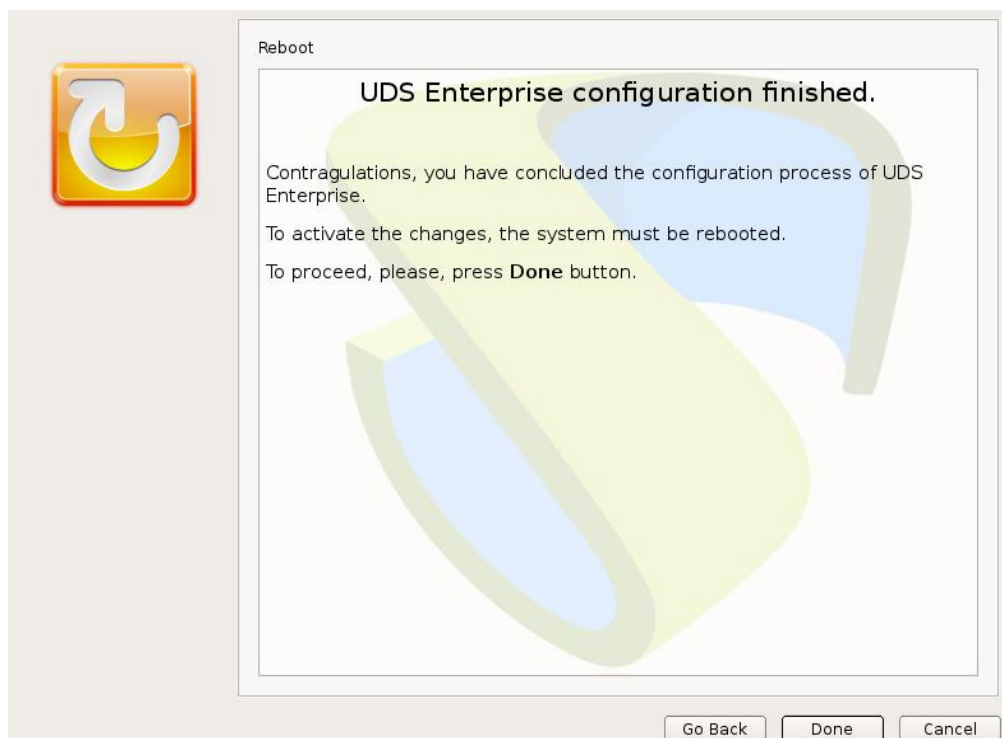 Reboot
UDS Enterprise configuration finished.
Contragulations, you have concluded the configuration process of UDS
Enterprise.
To activate the changes, the system must be rebooted.
To proceed, please, press Done button.
Go Back Done Cancel